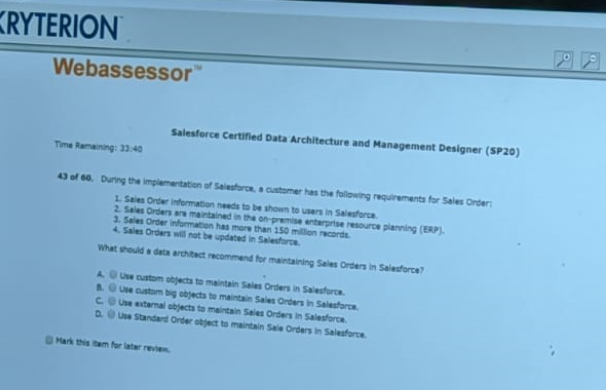 KRYTERION
Webassessor™
Salesforce Certified Data Architecture and Management Designer (SP20)
Time Remaining: 33:40
43 of 60. During the implementation of Salesforce, a customer has the following requirements for Sales Order:
1. Sales Order information needs to be shown to users in Salesforce.
2. Sales Orders are maintained in the on-premise enterprise resource planning (ERP).
3. Sales Order information has more than 150 million records.
4. Sales Orders will not be updated in Salesforce.
What should a data architect recommend for maintaining Sales Orders in Salesforce?
A. Use custom objects to maintain Sales Orders in Salesforce.
B. Use custom big objects to maintain Sales Orders in Salesforce.
C. Use external objects to maintain Sales Orders in Salesforce.
D. Use Standard Order object to maintain Sale Orders in Salesforce.
Mark this item for later review.